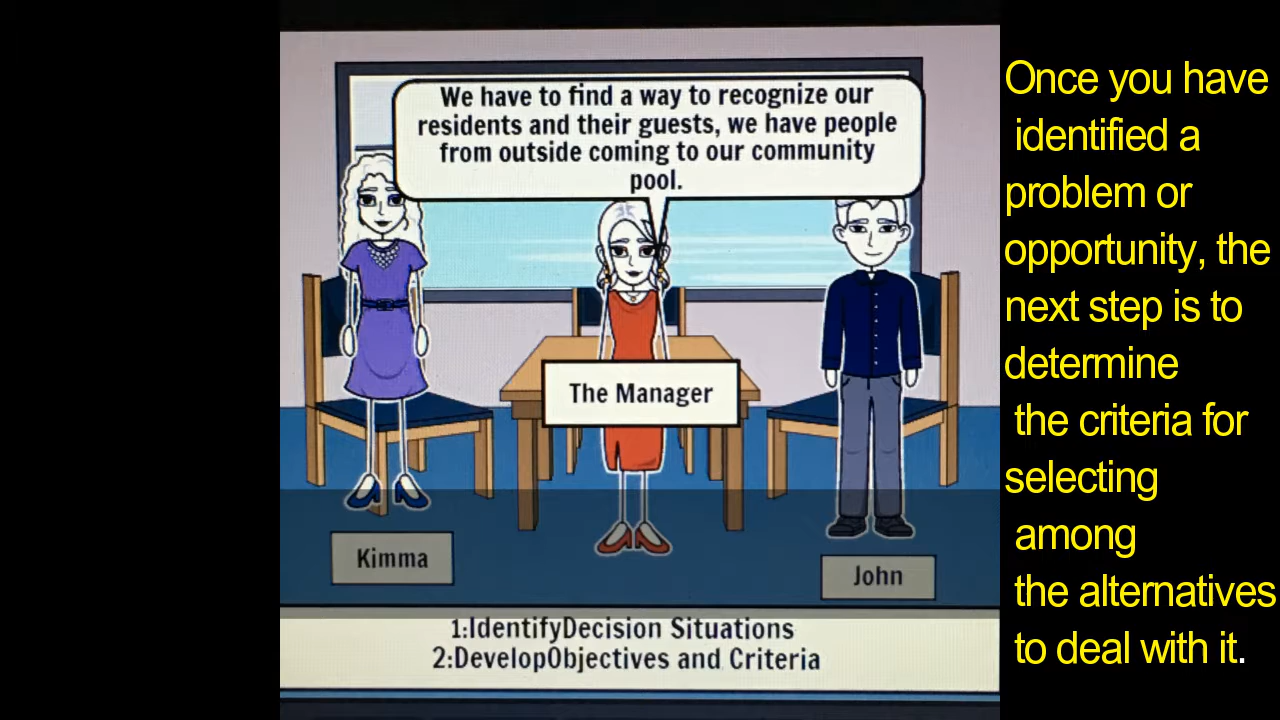 We have to find a way to recognize our
residents and their guests, we have people
from outside coming to our community
pool.
The Manager
Kimma
John
1:IdentifyDecision Situations
2:DevelopObjectives and Criteria
Once you have
identified a
problem or
opportunity, the
next step is to
determine
the criteria for
selecting
among
the alternatives
to deal with it.